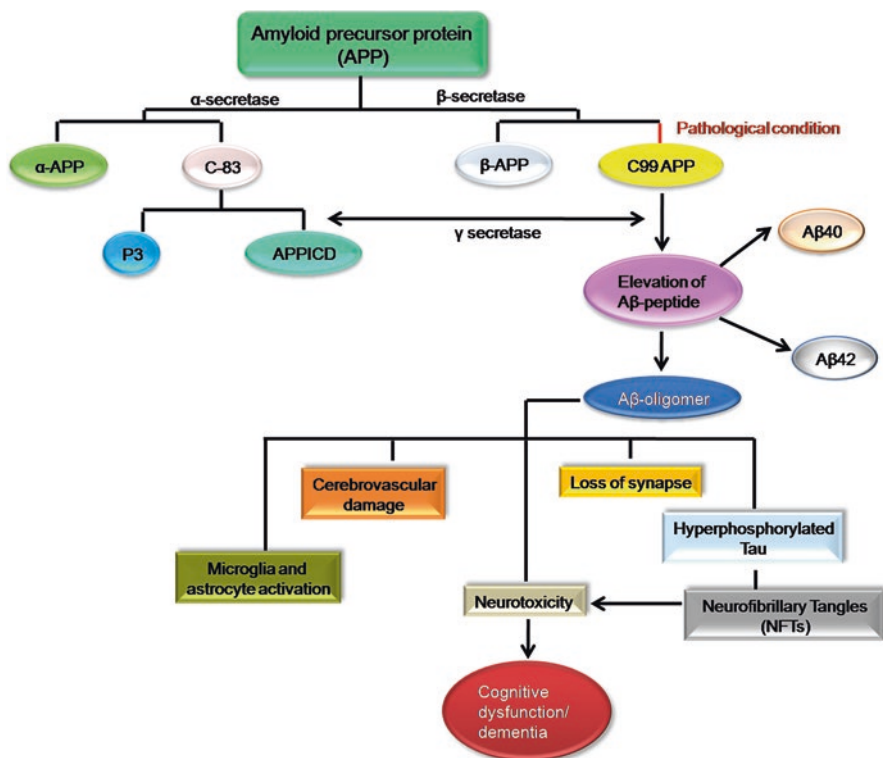 Amyloid precursor protein
(APP)
α-secretase
β-secretase
Pathological condition
α-APP
C-83
β-APP
C99 APP
P3
APPICD
γ secretase
Aβ40
Elevation of
Aβ-peptide
Aβ42
Aβ-oligomer
Cerebrovascular
damage
Loss of synapse
Hyperphosphorylated
Tau
Microglia and
astrocyte activation
Neurotoxicity
Neurofibrillary Tangles
(NFTs)
Cognitive
dysfunction/
dementia